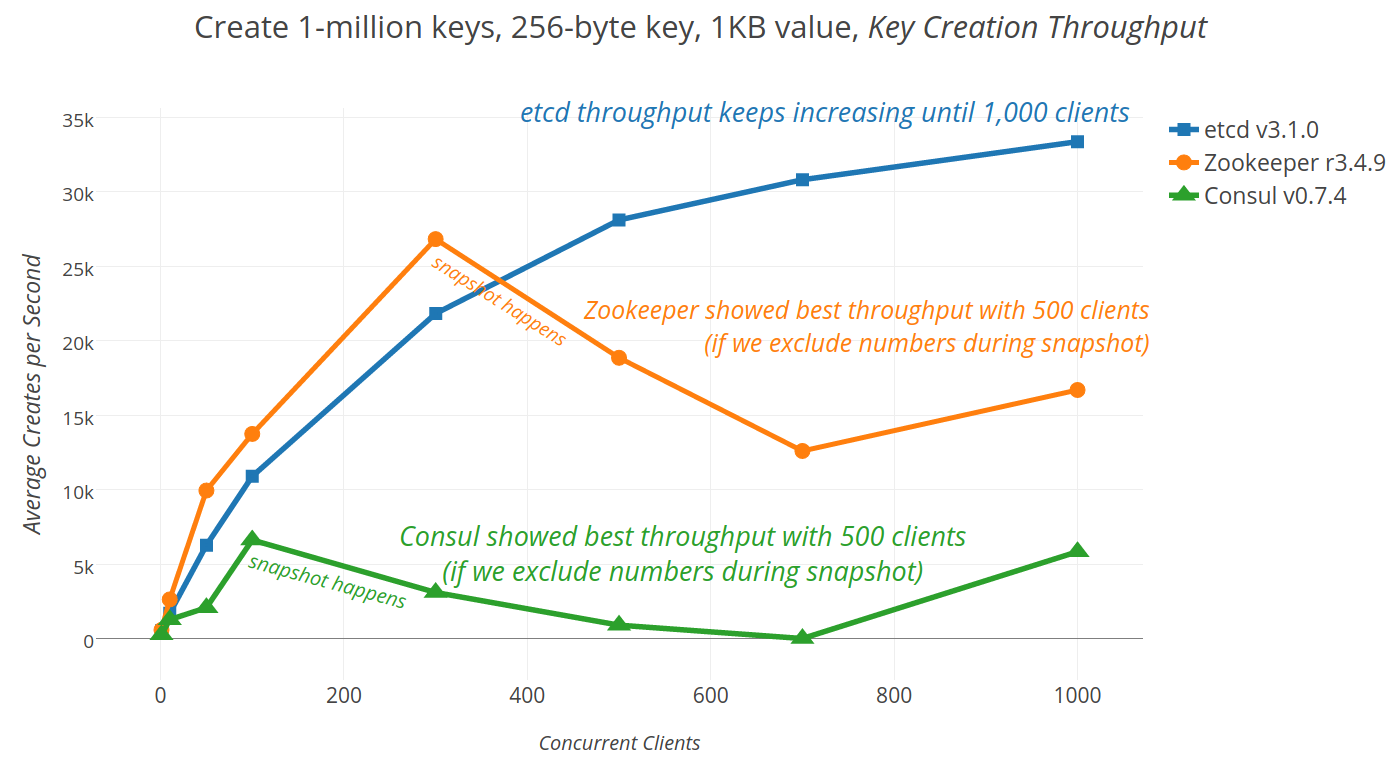 Create 1-million keys, 256-byte key, 1KB value, Key Creation Throughput
etcd throughput keeps increasing until 1,000 clients
etcd v3.1.0
Zookeeper r3.4.9
Consul v0.7.4
35k
30k
25k
20k
15k
10k
5k
0
Average Creates per Second
snapshot happens
Zookeeper showed best throughput with 500 clients
(if we exclude numbers during snapshot)
Consul showed best throughput with 500 clients
(if we exclude numbers during snapshot)
snapshot happens
0
200
400
600
800
1000
Concurrent Clients